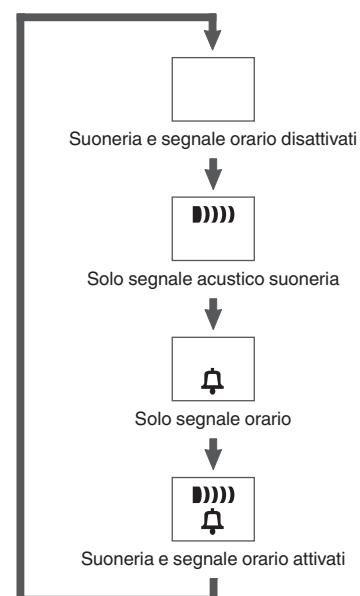 Suoneria e segnale orario disattivati
Solo segnale acustico suoneria
Solo segnale orario
Suoneria e segnale orario attivati